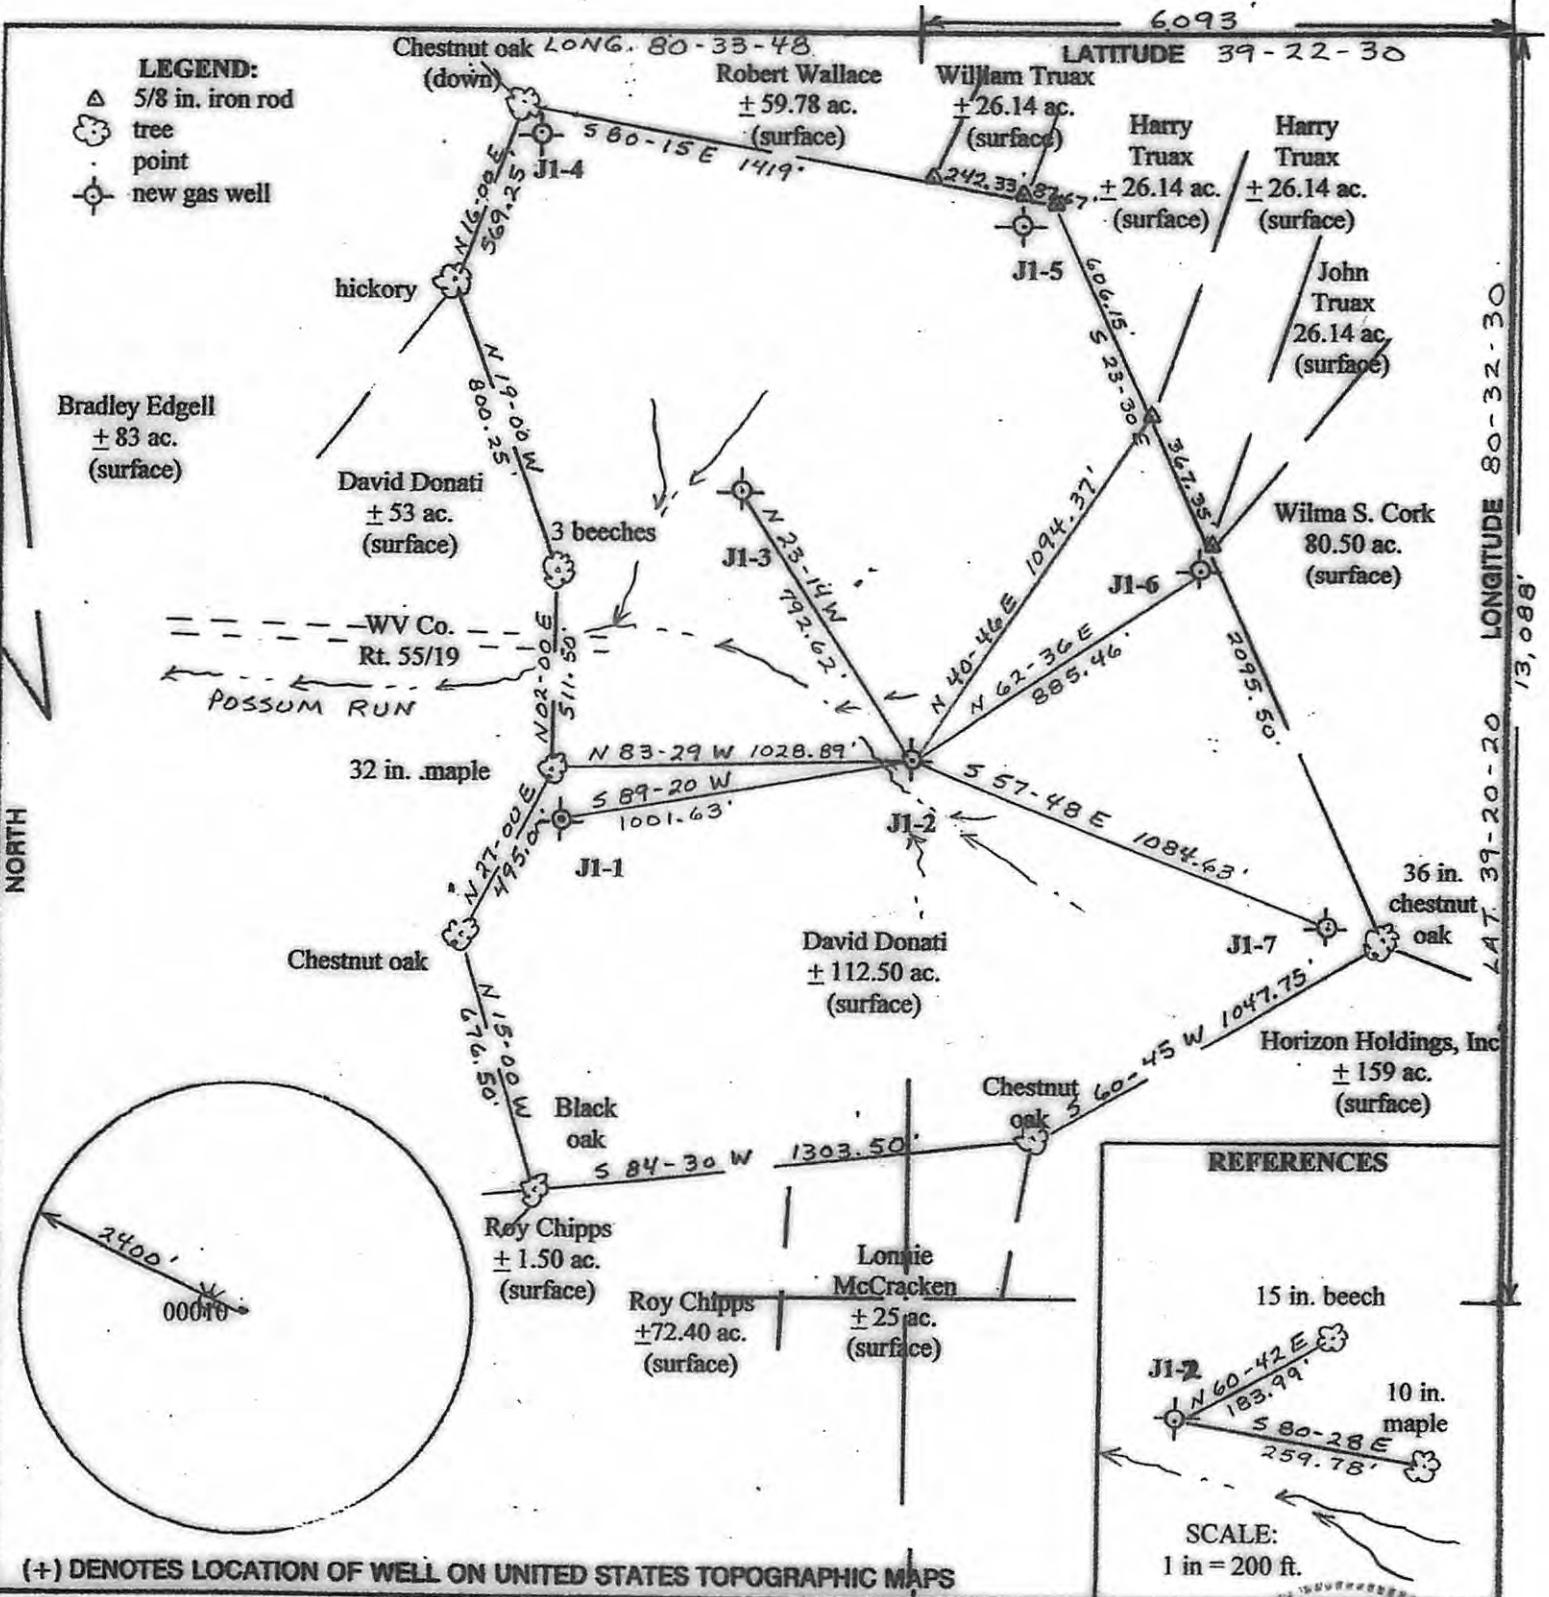 6093'
Chestnut oak LONG. 80-33-48
(down)
LATITUDE 39-22-30
LEGEND:
5/8 in. iron rod
tree
point
new gas well
Robert Wallace
± 59.78 ac.
(surface)
William Truax
± 26.14 ac.
(surface)
Harry
Truax
± 26.14 ac.
(surface)
Harry
Truax
± 26.14 ac.
(surface)
S 80-15 E 1419'
242.33'
87.67'
J1-4
N 16-00 E
569.25'
J1-5
hickory
John
Truax
26.14 ac.
(surface)
606.15'
S 23-30 E
LONGITUDE 80-32-30
Bradley Edgell
± 83 ac.
(surface)
N 19-00 W
800.25'
David Donati
± 53 ac.
(surface)
3 beeches
J1-3
N 23-14 W
792.62'
N 40-46 E 1094.37'
367.35'
Wilma S. Cork
80.50 ac.
(surface)
J1-6
13,088'
WV Co.
Rt. 55/19
POSSUM RUN
N 02-00 E
511.50'
N 62-36 E
885.46'
2095.50'
32 in. .maple
N 83-29 W 1028.89'
S 89-20 W
1001.63'
J1-2
S 57-48 E 1084.63'
LAT. 39-20-20
NORTH
N 27-00 E
495.0'
J1-1
36 in.
chestnut
oak
Chestnut oak
David Donati
± 112.50 ac.
(surface)
J1-7
N 15-00 W
676.50'
S 60-45 W 1047.75'
Horizon Holdings, Inc
± 159 ac.
(surface)
Black
oak
Chestnut
oak
S 84-30 W 1303.50'
REFERENCES
2400'
00010
Roy Chipps
± 1.50 ac.
(surface)
Roy Chipps
±72.40 ac.
(surface)
Lonnie
McCracken
± 25 ac.
(surface)
15 in. beech
J1-2
N 60-42 E
183.99'
10 in.
maple
S 80-28 E
259.78'
SCALE:
1 in = 200 ft.
(+) DENOTES LOCATION OF WELL ON UNITED STATES TOPOGRAPHIC MAPS